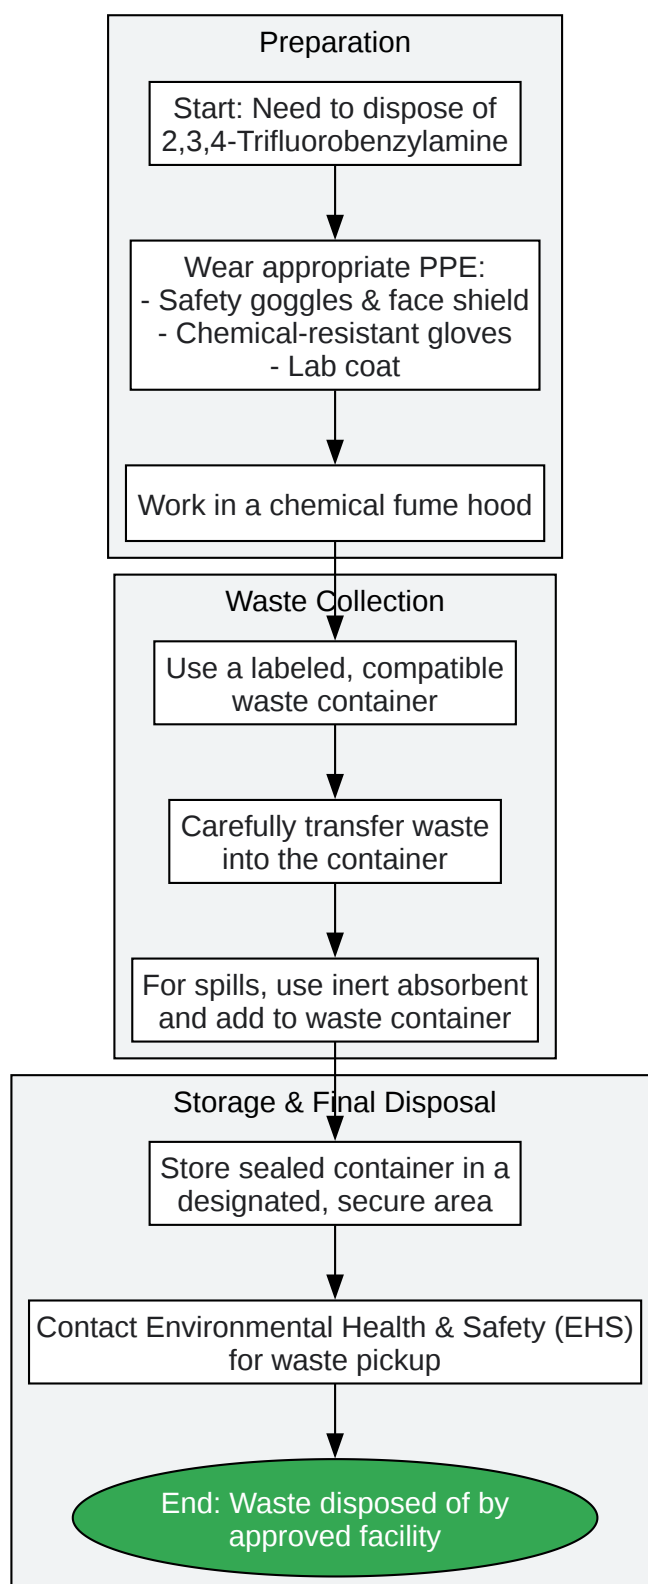 Preparation
Start: Need to dispose of
2,3,4-Trifluorobenzylamine
Wear appropriate PPE:
- Safety goggles & face shield
- Chemical-resistant gloves
- Lab coat
Work in a chemical fume hood
Waste Collection
Use a labeled, compatible
waste container
Carefully transfer waste
into the container
For spills, use inert absorbent
and add to waste container
Storage & Final Disposal
Store sealed container in a
designated, secure area
Contact Environmental Health & Safety (EHS)
for waste pickup
End: Waste disposed of by
approved facility